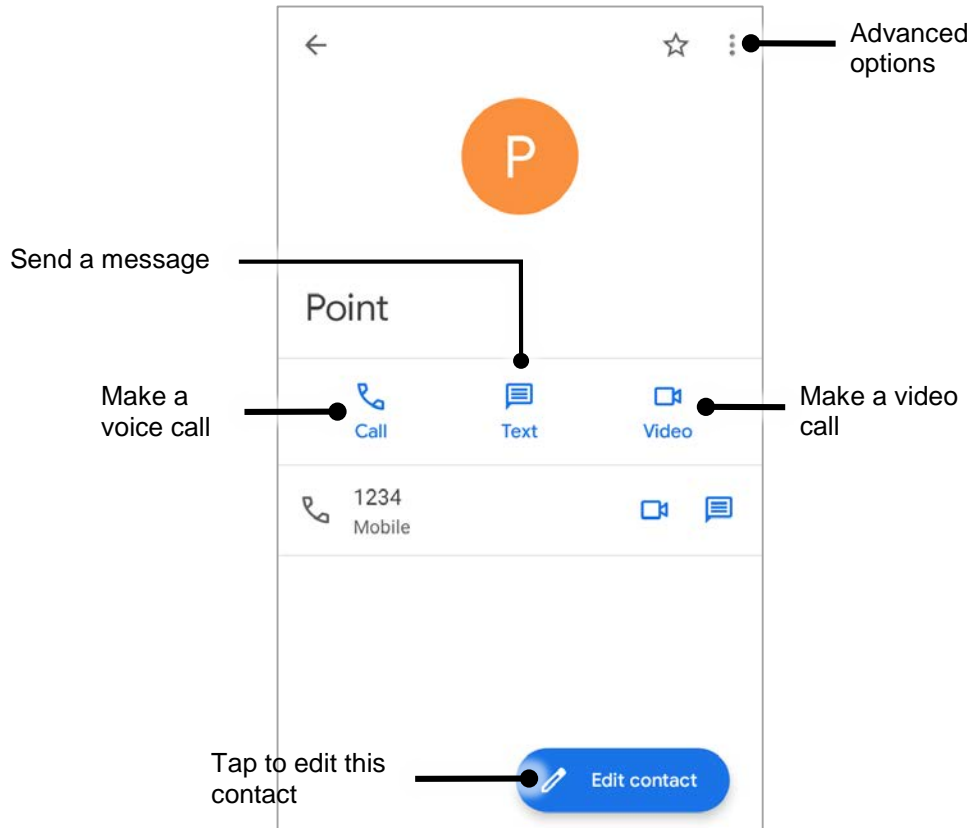 Advanced
options
P
Send a message
Point
Make a
voice call
Call
Text
Video
Make a video
call
1234
Mobile
Tap to edit this
contact
Edit contact